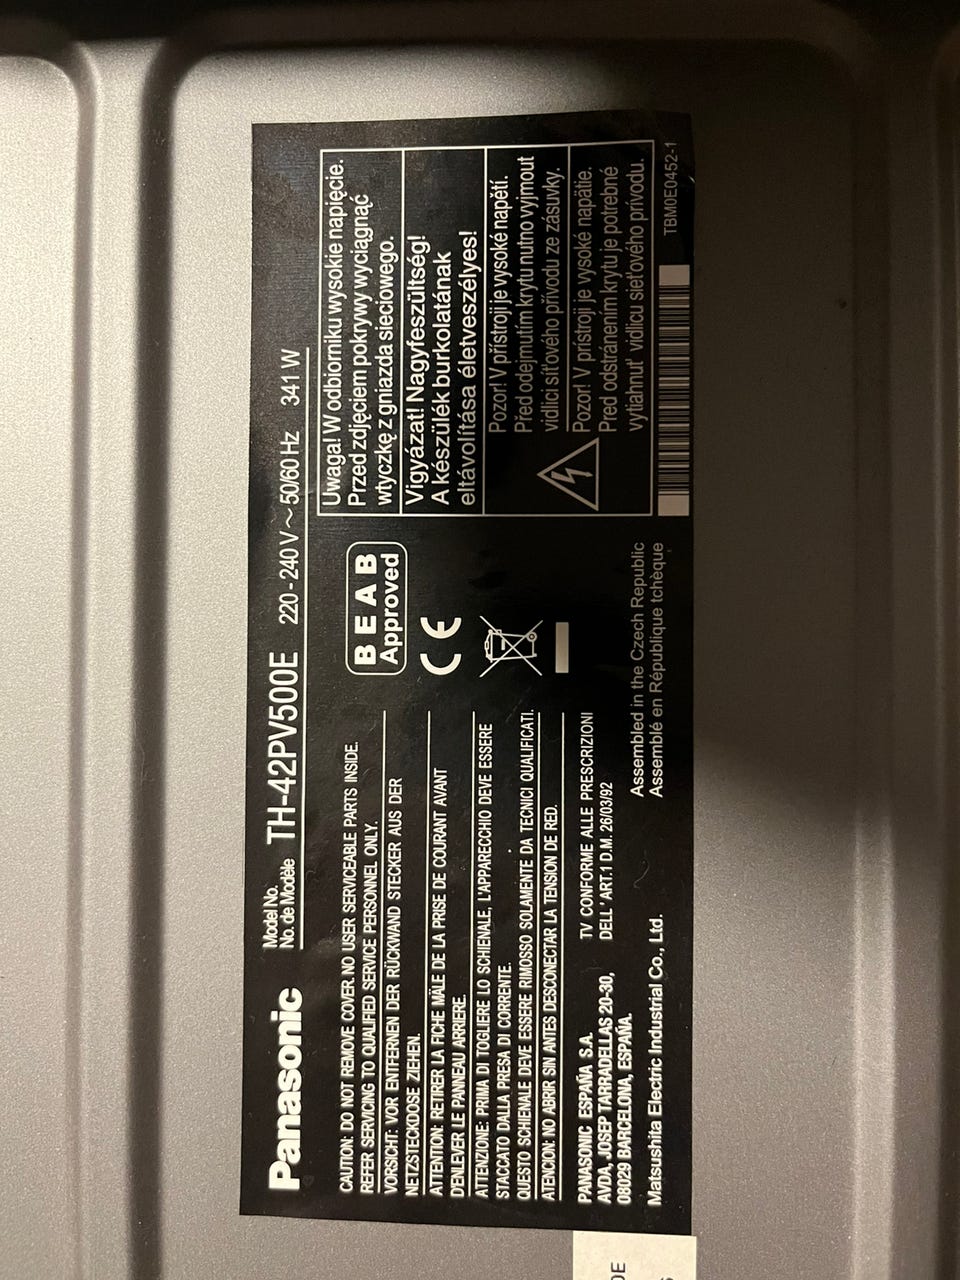 Panasonic
Model No.
No. de Modèle
TH-42PV500E
220 - 240 V ~ 50/60 Hz 341 W
CAUTION: DO NOT REMOVE COVER. NO USER SERVICEABLE PARTS INSIDE.
REFER SERVICING TO QUALIFIED SERVICE PERSONNEL ONLY.
VORSICHT: VOR ENTFERNEN DER RÜCKWAND STECKER AUS DER
NETZSTECKDOSE ZIEHEN.
ATTENTION: RETIRER LA FICHE MÂLE DE LA PRISE DE COURANT AVANT
D'ENLEVER LE PANNEAU ARRIERE.
ATTENZIONE: PRIMA DI TOGLIERE LO SCHIENALE, L'APPARECCHIO DEVE ESSERE
STACCATO DALLA PRESA DI CORRENTE.
QUESTO SCHIENALE DEVE ESSERE RIMOSSO SOLAMENTE DA TECNICI QUALIFICATI.
ATENCION: NO ABRIR SIN ANTES DESCONECTAR LA TENSION DE RED.
PANASONIC ESPAÑA S.A.
AVDA, JOSEP TARRADELLAS 20-30,
08029 BARCELONA, ESPAÑA.
TV CONFORME ALLE PRESCRIZIONI
DELL' ART.1 D.M. 26/03/92
Matsushita Electric Industrial Co., Ltd.
Assembled in the Czech Republic
Assemblé en République tchèque
BEAB
Approved
CE
Uwaga! W odbiorniku wysokie napięcie.
Przed zdjęciem pokrywy wyciągnąć
wtyczkę z gniazda sieciowego.
Vigyázat! Nagyfeszültség!
A készülék burkolatának
eltávolítása életveszélyes!
Pozor! V přístroji je vysoké napětí.
Před odejmutím krytu nutno vyjmout
vidlici síťového přívodu ze zásuvky.
Pozor! V prístroji je vysoké napätie.
Pred odstránením krytu je potrebné
vytiahnuť vidlicu sieťového prívodu.
TBM0E0452-1